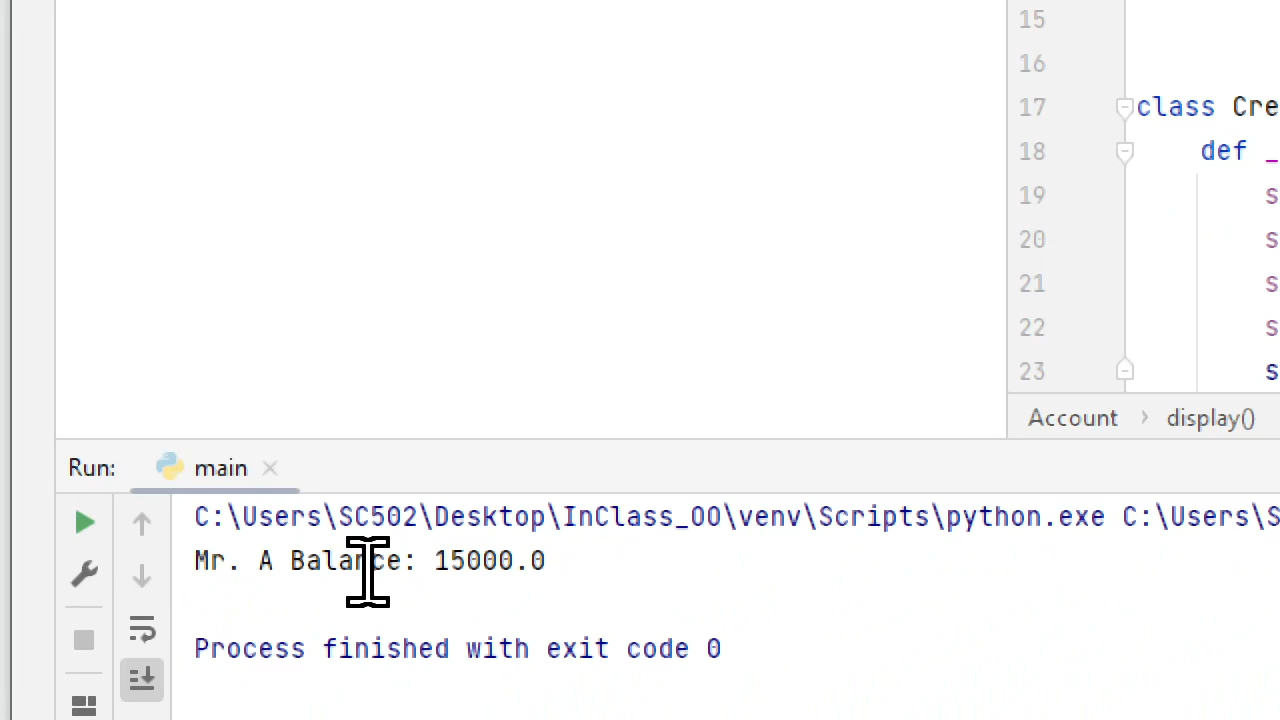 15
16
17 class Cre
18 def _
19 s
20 s
21 s
22 s
23 s
Account > display()
Run: main
C:\Users\SC502\Desktop\InClass_OO\venv\Scripts\python.exe C:\Users\S
Mr. A Balance: 15000.0
Process finished with exit code 0